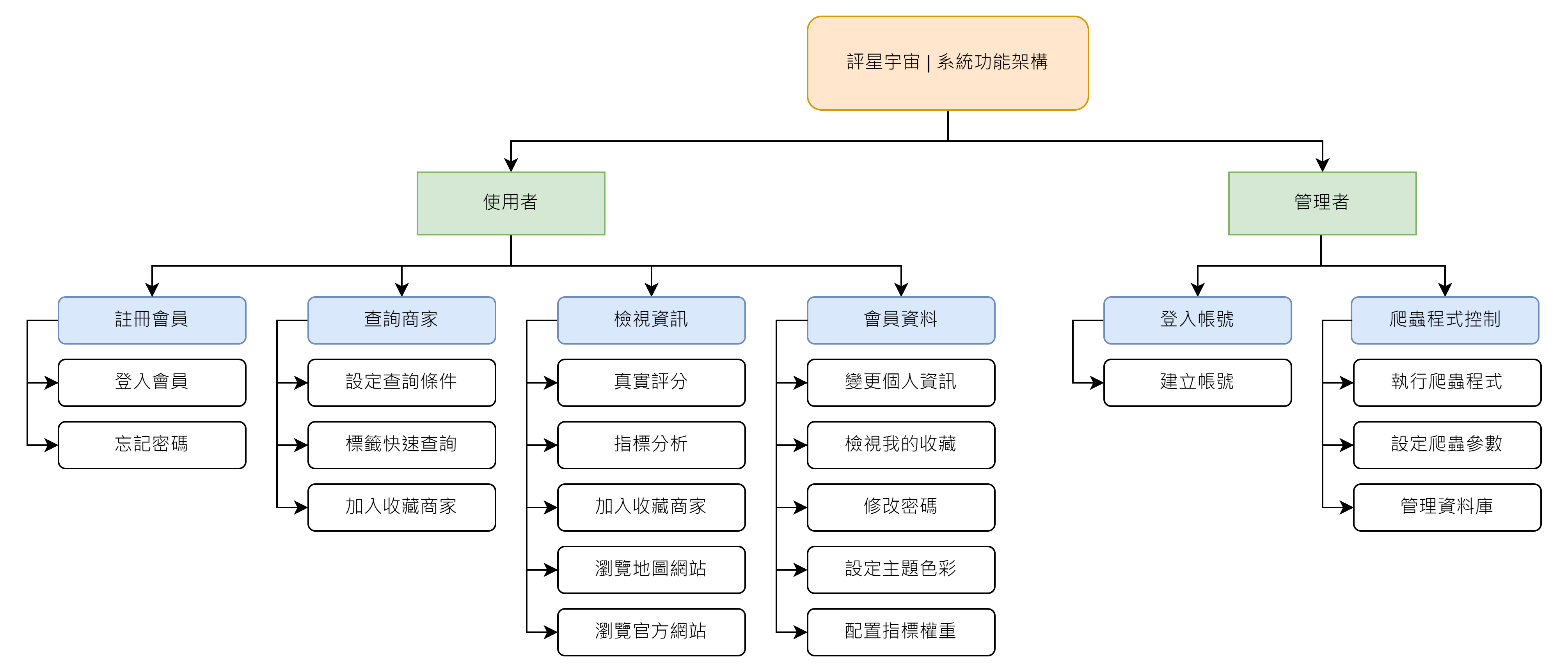 評星宇宙 | 系統功能架構
使用者
管理者
註冊會員
登入會員
忘記密碼
查詢商家
設定查詢條件
標籤快速查詢
加入收藏商家
檢視資訊
真實評分
指標分析
加入收藏商家
瀏覽地圖網站
瀏覽官方網站
會員資料
變更個人資訊
檢視我的收藏
修改密碼
設定主題色彩
配置指標權重
登入帳號
建立帳號
爬蟲程式控制
執行爬蟲程式
設定爬蟲參數
管理資料庫